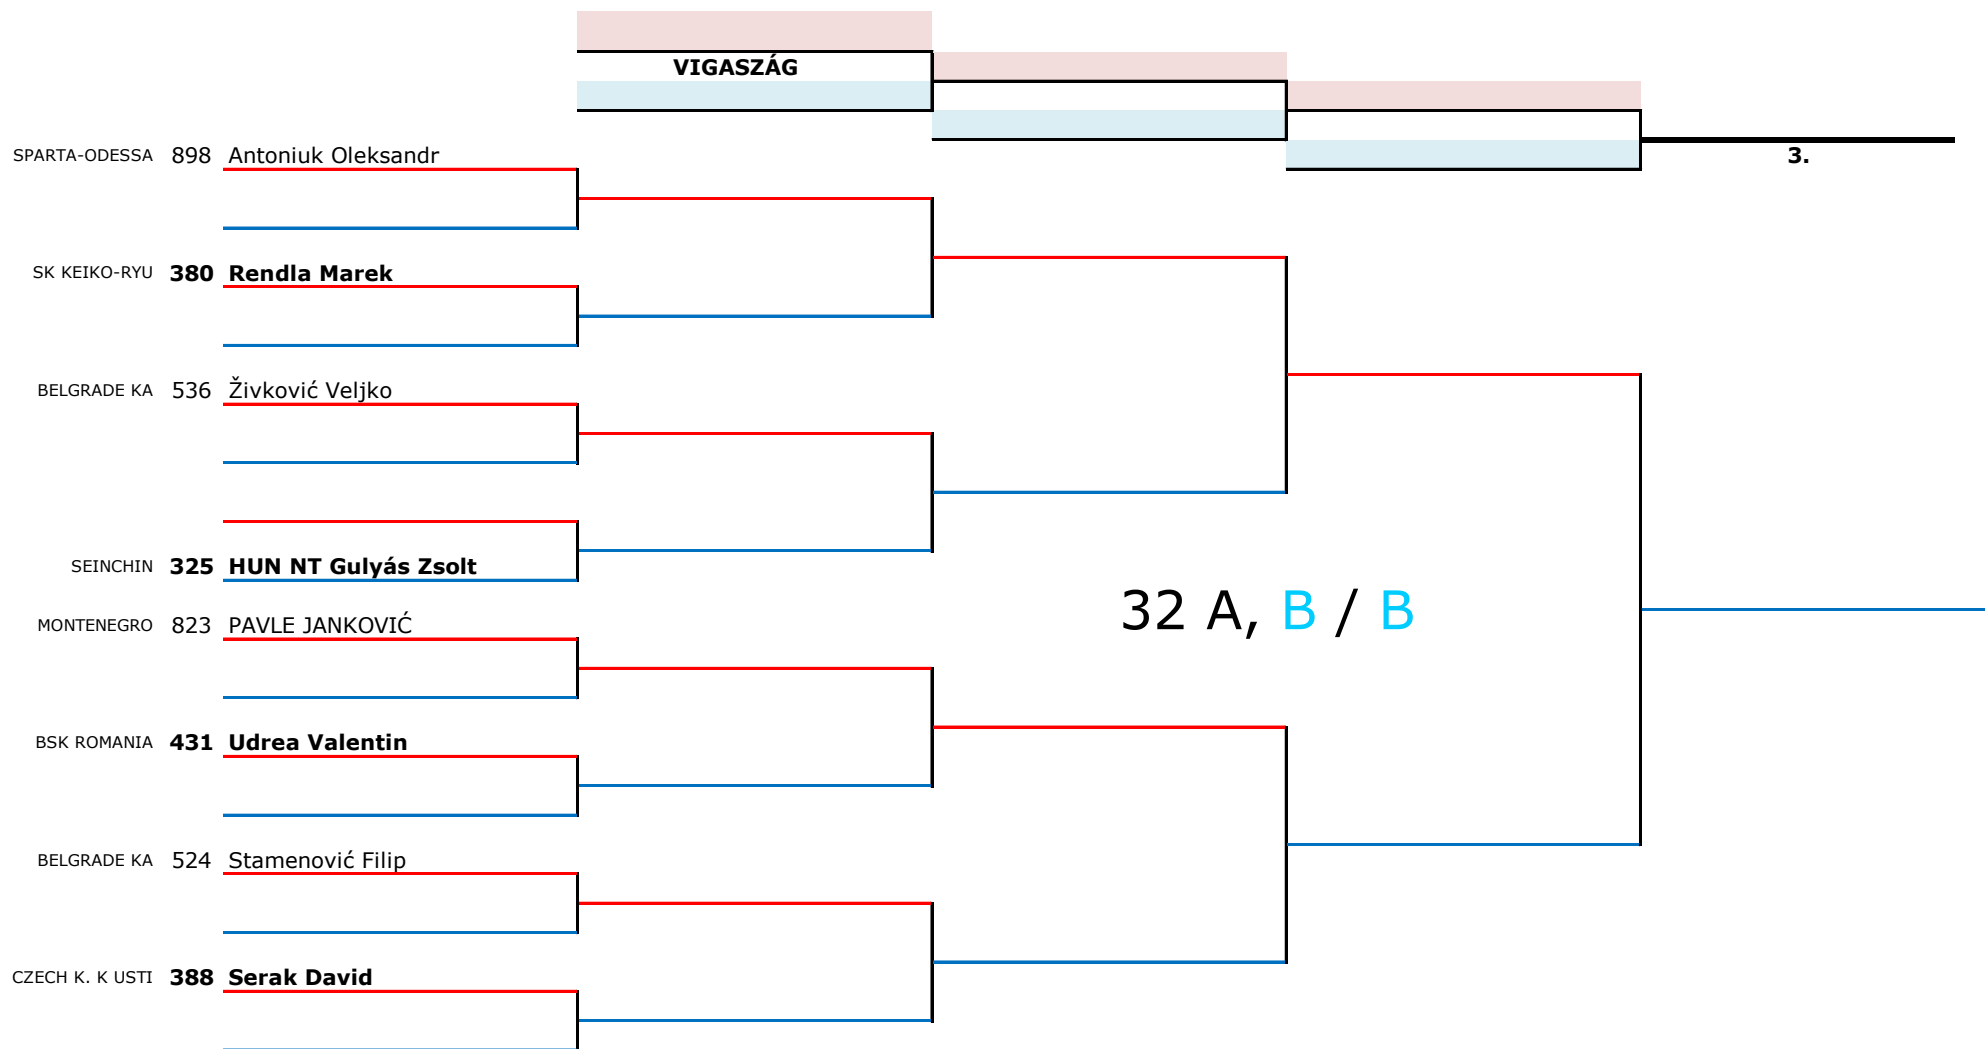 VIGASZÁG
SPARTA-ODESSA 898 Antoniuk Oleksandr
3.
SK KEIKO-RYU 380 Rendla Marek
BELGRADE KA 536 Živković Veljko
SEINCHIN 325 HUN NT Gulyás Zsolt
32 A, B / B
MONTENEGRO 823 PAVLE JANKOVIĆ
BSK ROMANIA 431 Udrea Valentin
BELGRADE KA 524 Stamenović Filip
CZECH K. K USTI 388 Serak David